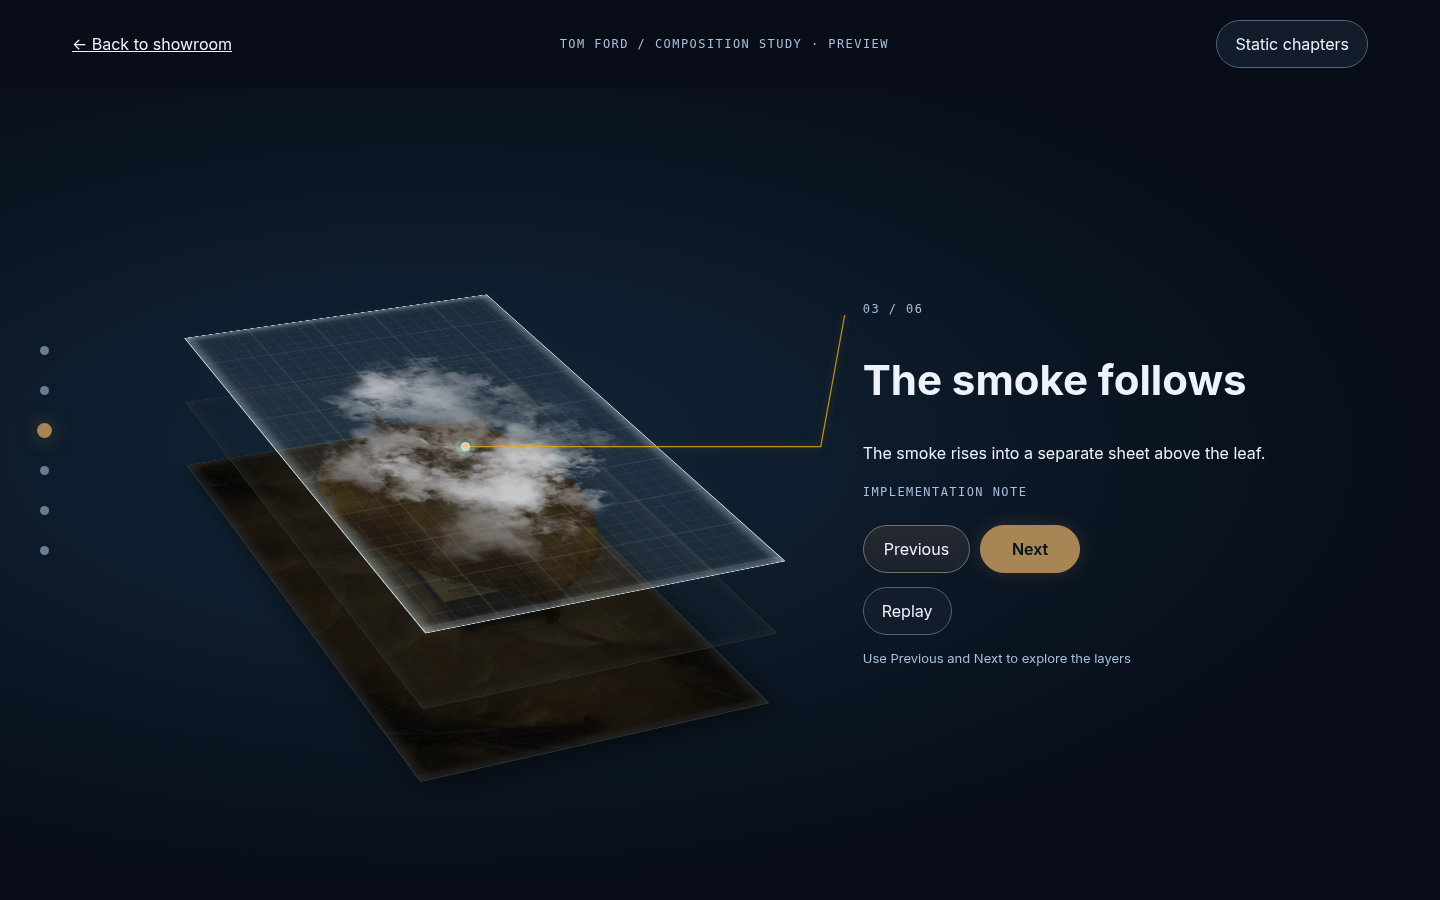 ← Back to showroom
TOM FORD / COMPOSITION STUDY · PREVIEW
Static chapters
03 / 06
The smoke follows
The smoke rises into a separate sheet above the leaf.
IMPLEMENTATION NOTE
Previous
Next
Replay
Use Previous and Next to explore the layers